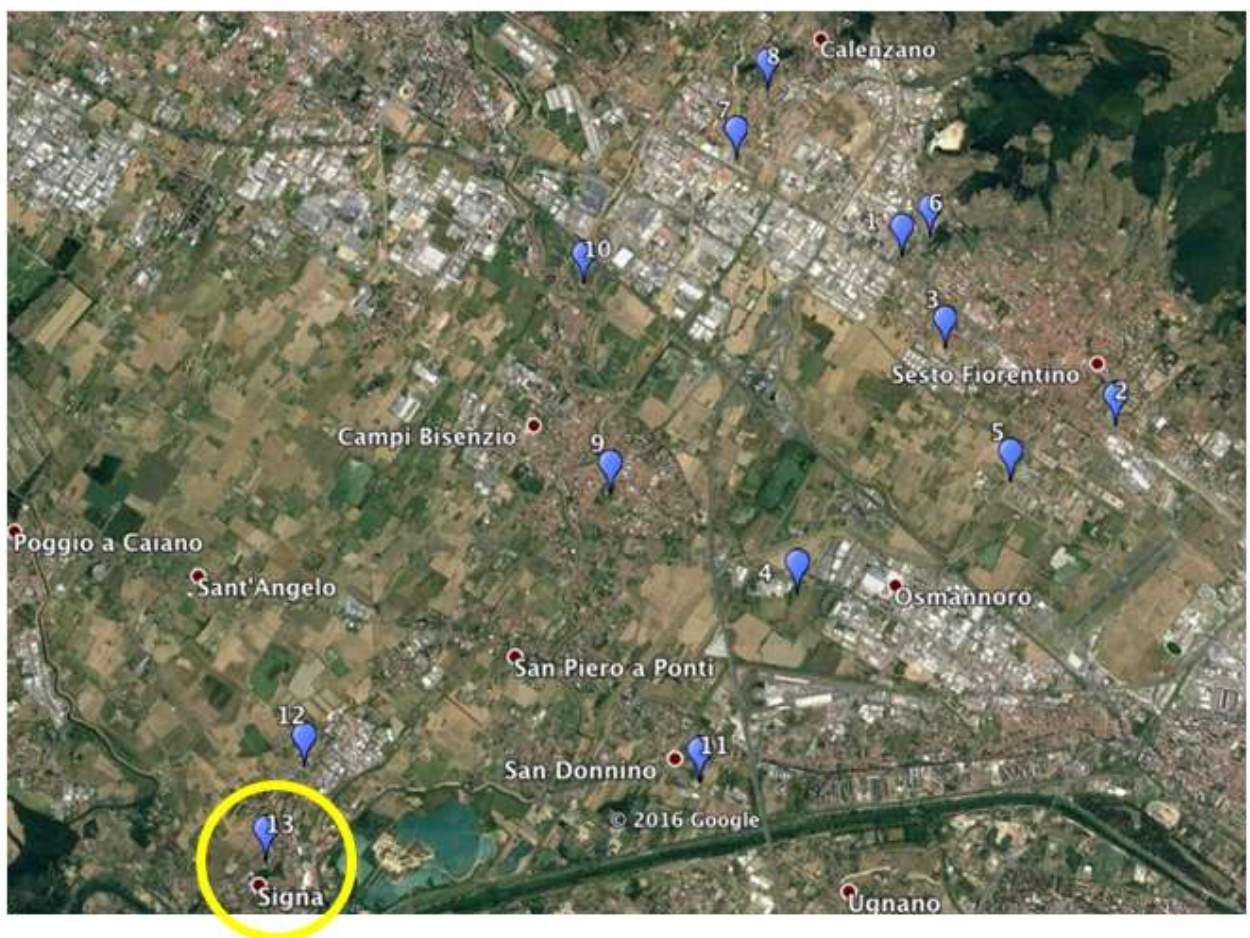 Calenzano
8
7
6
1
10
3
Sesto Fiorentino
2
Campi Bisenzio
9
5
Poggio a Caiano
Sant'Angelo
4
Osmannoro
San Piero a Ponti
12
11
San Donnino
© 2016 Google
13
Signa
Ugnano